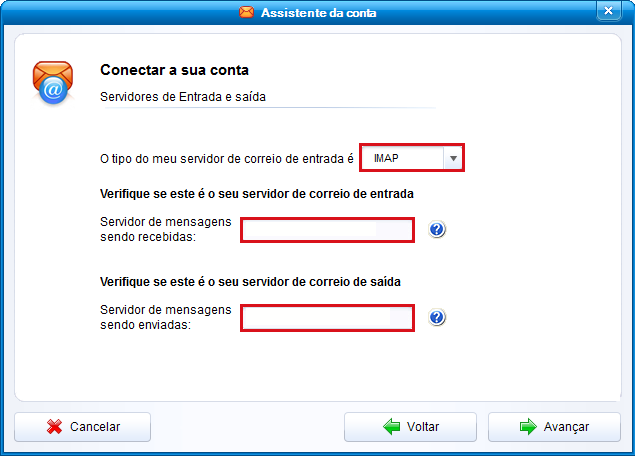 Assistente da conta
Conectar a sua conta
Servidores de Entrada e saída
O tipo do meu servidor de correio de entrada é IMAP
Verifique se este é o seu servidor de correio de entrada
Servidor de mensagens
sendo recebidas:
Verifique se este é o seu servidor de correio de saída
Servidor de mensagens
sendo enviadas:
Cancelar Voltar Avançar